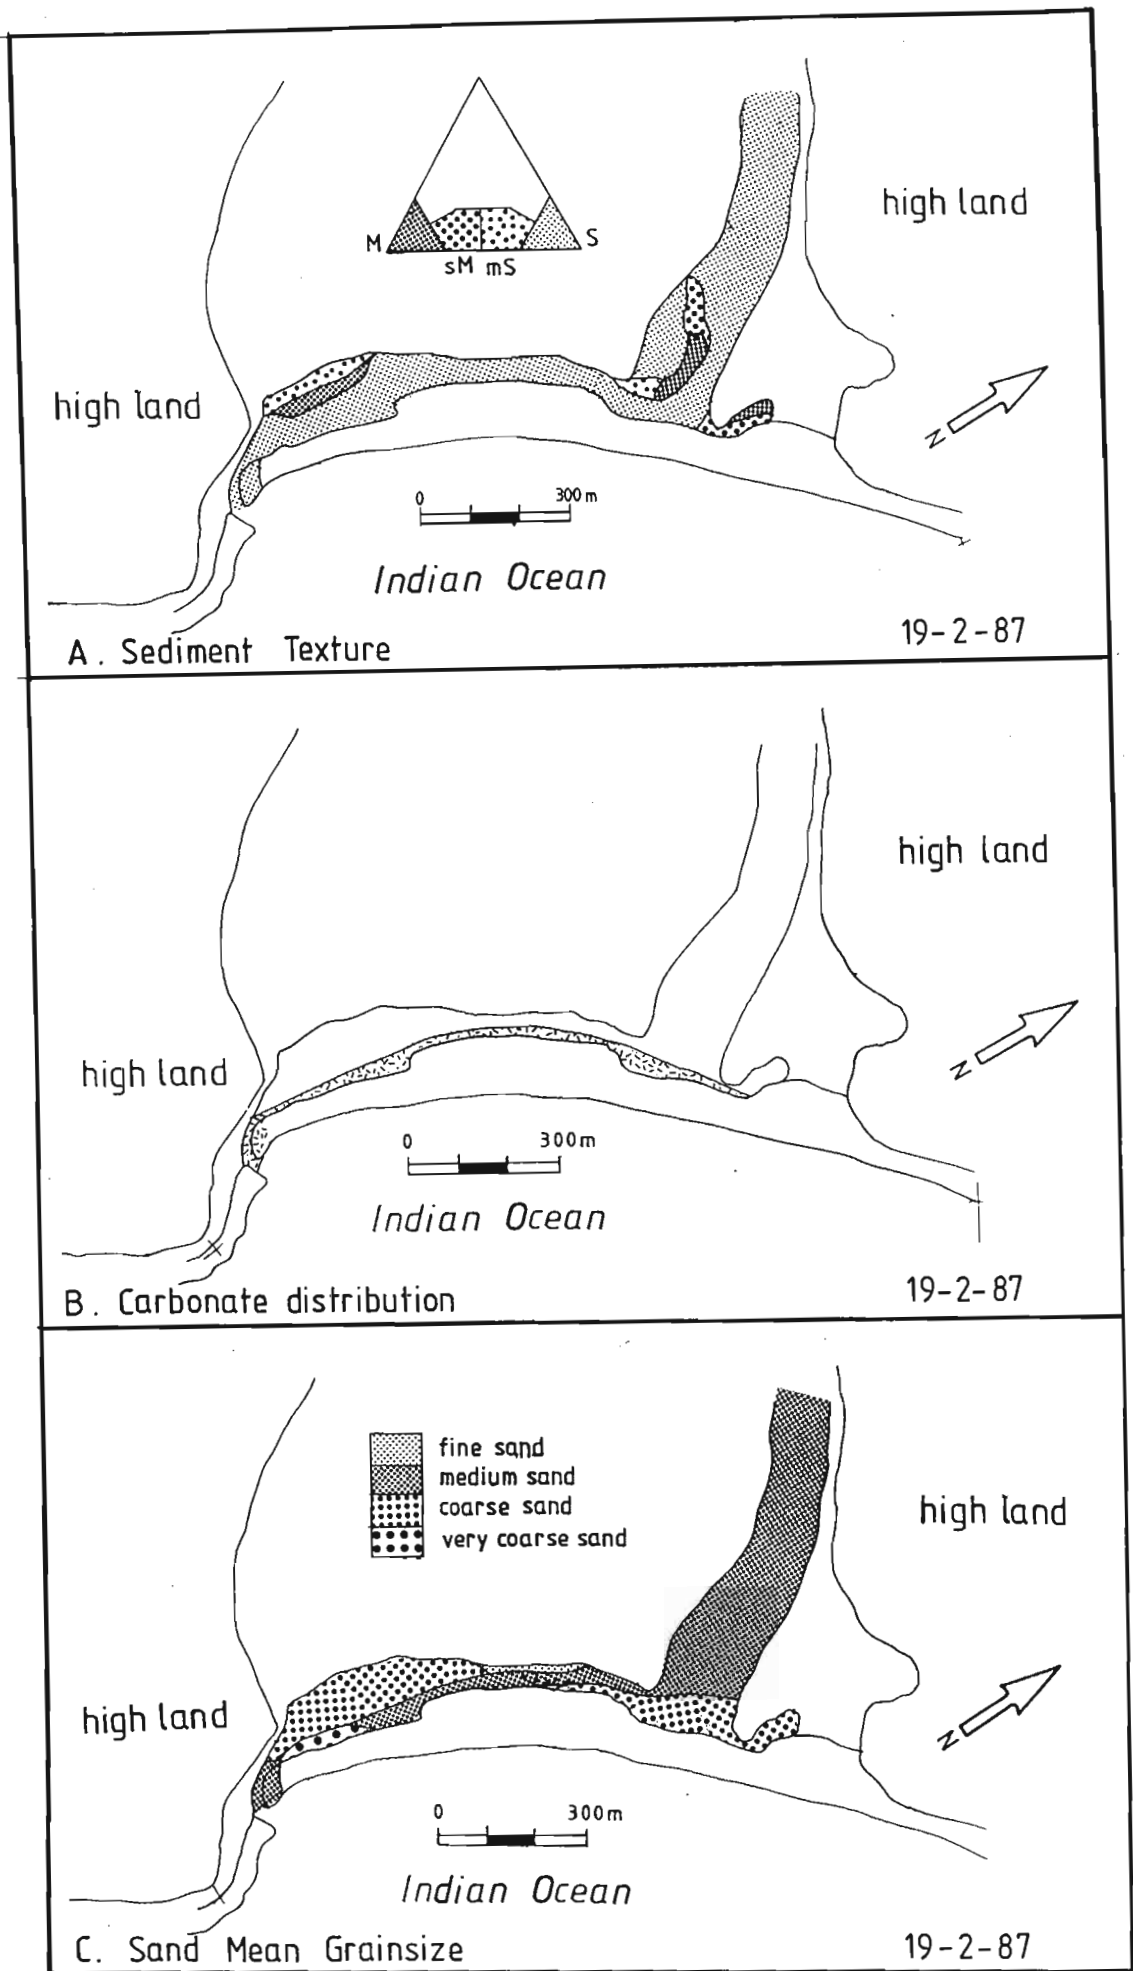 high land
M
S
sM mS
high land
N
0 300 m
Indian Ocean
19-2-87
A. Sediment Texture
high land
high land
N
0 300m
Indian Ocean
19-2-87
B. Carbonate distribution
fine sand
medium sand
coarse sand
very coarse sand
high land
high land
N
0 300m
Indian Ocean
C. Sand Mean Grainsize
19-2-87